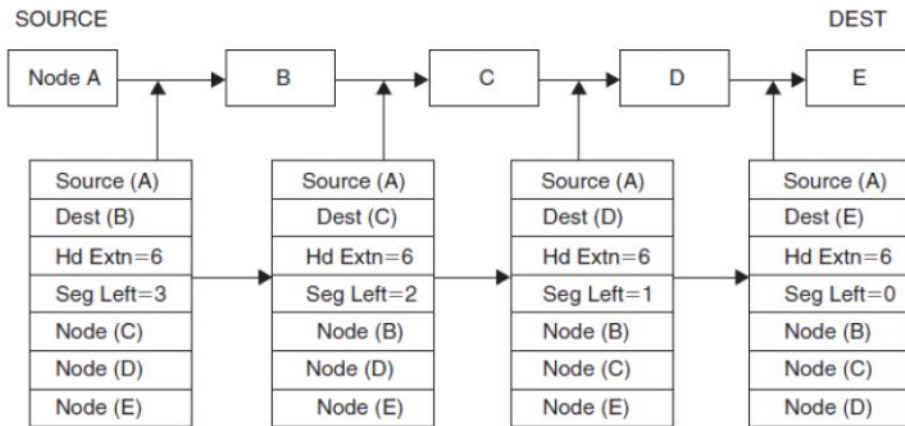 SOURCE
DEST
Node A
B
C
D
E
Source (A)
Dest (B)
Hd Extn=6
Seg Left=3
Node (C)
Node (D)
Node (E)
Source (A)
Dest (C)
Hd Extn=6
Seg Left=2
Node (B)
Node (D)
Node (E)
Source (A)
Dest (D)
Hd Extn=6
Seg Left=1
Node (B)
Node (C)
Node (E)
Source (A)
Dest (E)
Hd Extn=6
Seg Left=0
Node (B)
Node (C)
Node (D)